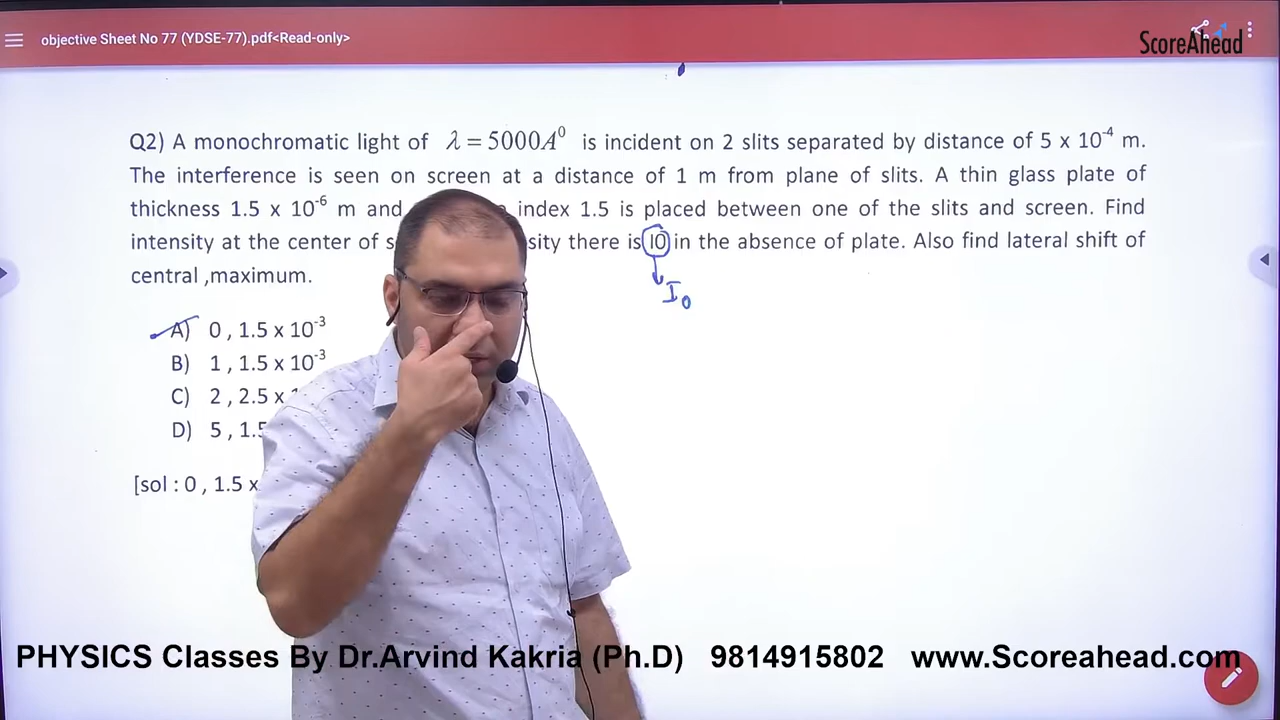 objective Sheet No 77 (YDSE-77).pdf<Read-only>
ScoreAhead
Q2) A monochromatic light of λ = 5000A⁰ is incident on 2 slits separated by distance of 5 x 10⁻⁴ m.
The interference is seen on screen at a distance of 1 m from plane of slits. A thin glass plate of
thickness 1.5 x 10⁻⁶ m and index 1.5 is placed between one of the slits and screen. Find
intensity at the center of there is 10 in the absence of plate. Also find lateral shift of
central ,maximum.
I₀
A) 0 , 1.5 x 10⁻³
B) 1 , 1.5 x 10⁻³
C) 2 , 2.5 x
D) 5 , 1.5
[sol : 0 , 1.5 x
PHYSICS Classes By Dr.Arvind Kakria (Ph.D) 9814915802 www.Scoreahead.com